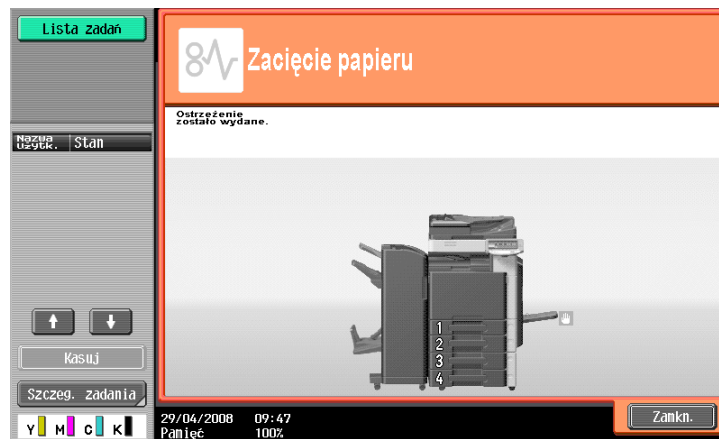 Lista zadań
Zacięcie papieru
Ostrzeżenie
zostało wydane.
Nazwa
użytk.
Stan
1
2
3
4
Kasuj
Szczeg. zadania
Y M C K
29/04/2008 09:47
Pamięć 100%
Zamkn.